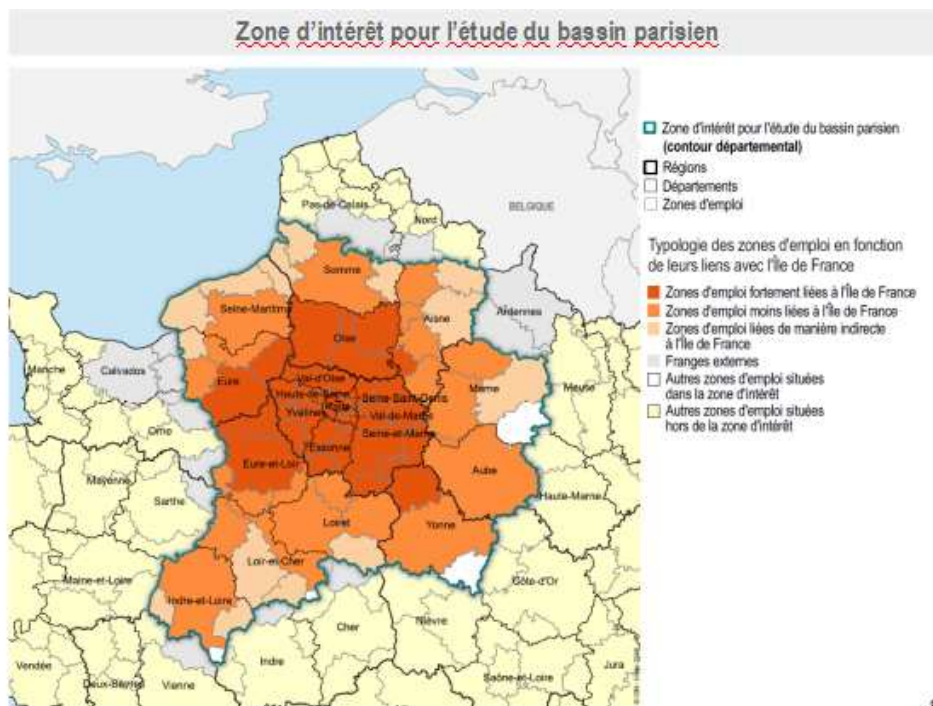 Zone d'intérêt pour l'étude du bassin parisien
Zone d'intérêt pour l'étude du bassin parisien
(contour départemental)
Régions
Départements
Zones d'emploi
Typologie des zones d'emploi en fonction
de leurs liens avec l'Île de France
Zones d'emploi fortement liées à l'Île de France
Zones d'emploi moins liées à l'Île de France
Zones d'emploi liées de manière indirecte
à l'Île de France
Franges externes
Autres zones d'emploi situées
dans la zone d'intérêt
Autres zones d'emploi situées
hors de la zone d'intérêt
Pas-de-Calais
Nord
BELGIQUE
Somme
Seine-Maritime
Aisne
Ardennes
Oise
Manche
Calvados
Eure
Val-d'Oise
Hauts-de-Seine
Seine-Saint-Denis
Paris
Yvelines
Val-de-Marne
Marne
Meuse
Orne
Essonne
Seine-et-Marne
Eure-et-Loir
Aube
Mayenne
Sarthe
Haute-Marne
Loiret
Yonne
Loir-et-Cher
Maine-et-Loire
Indre-et-Loire
Côte-d'Or
Cher
Nièvre
Vendée
Deux-Sèvres
Vienne
Indre
Saône-et-Loire
Jura